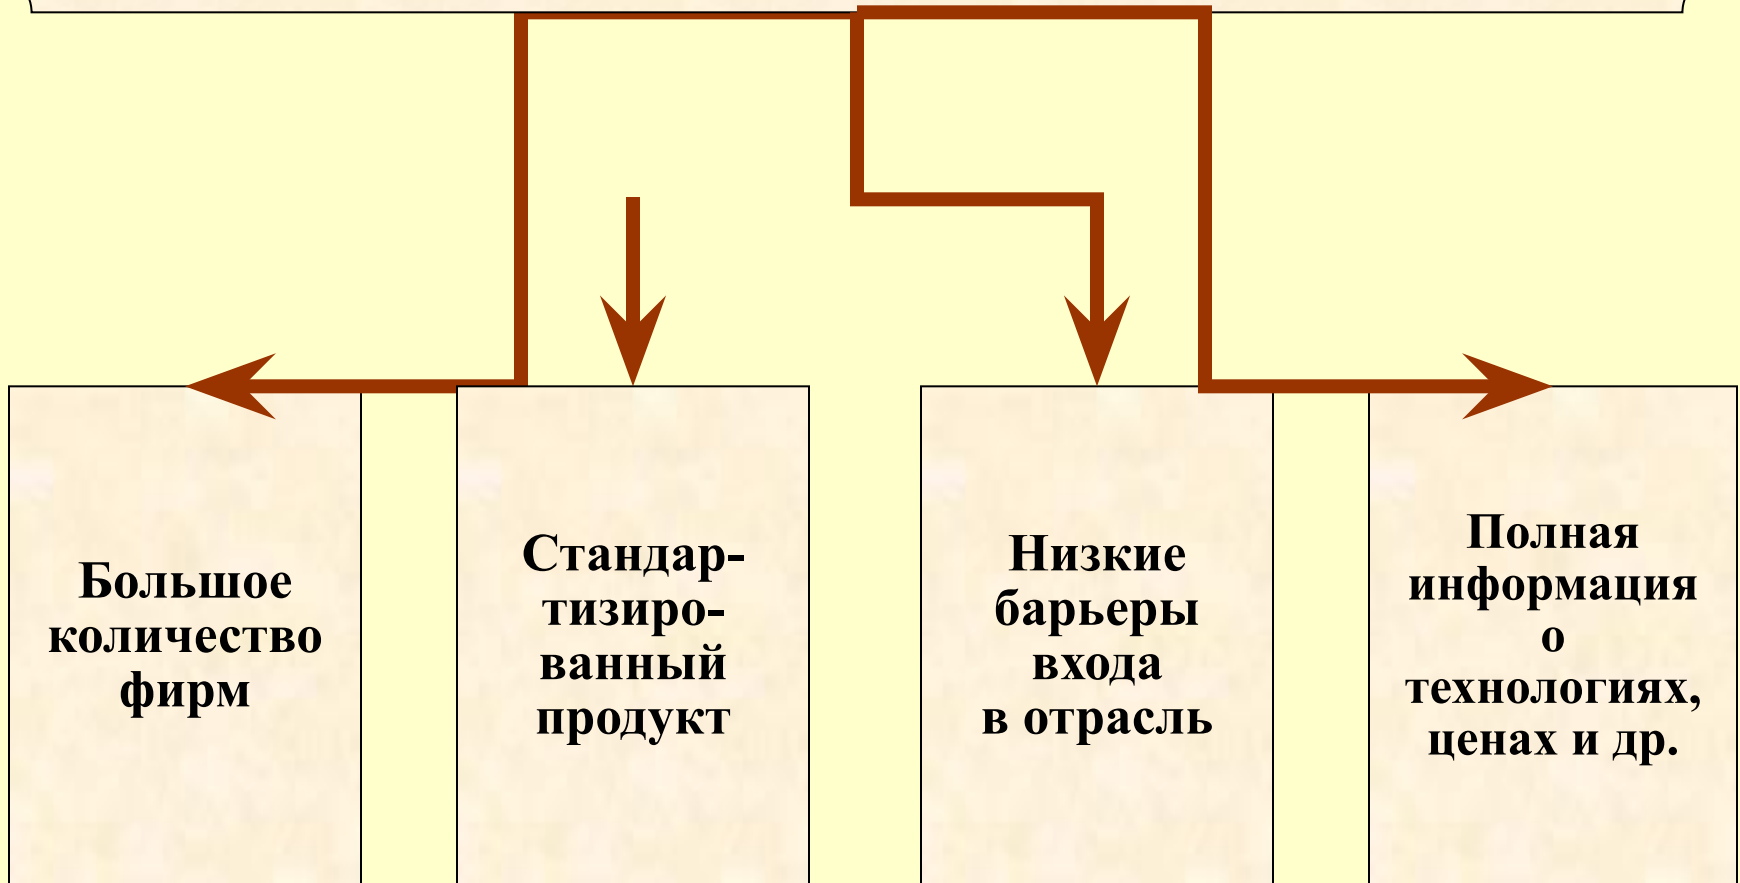 Большое
количество
фирм
Стандар-
тизиро-
ванный
продукт
Низкие
барьеры
входа
в отрасль
Полная
информация
о
технологиях,
ценах и др.